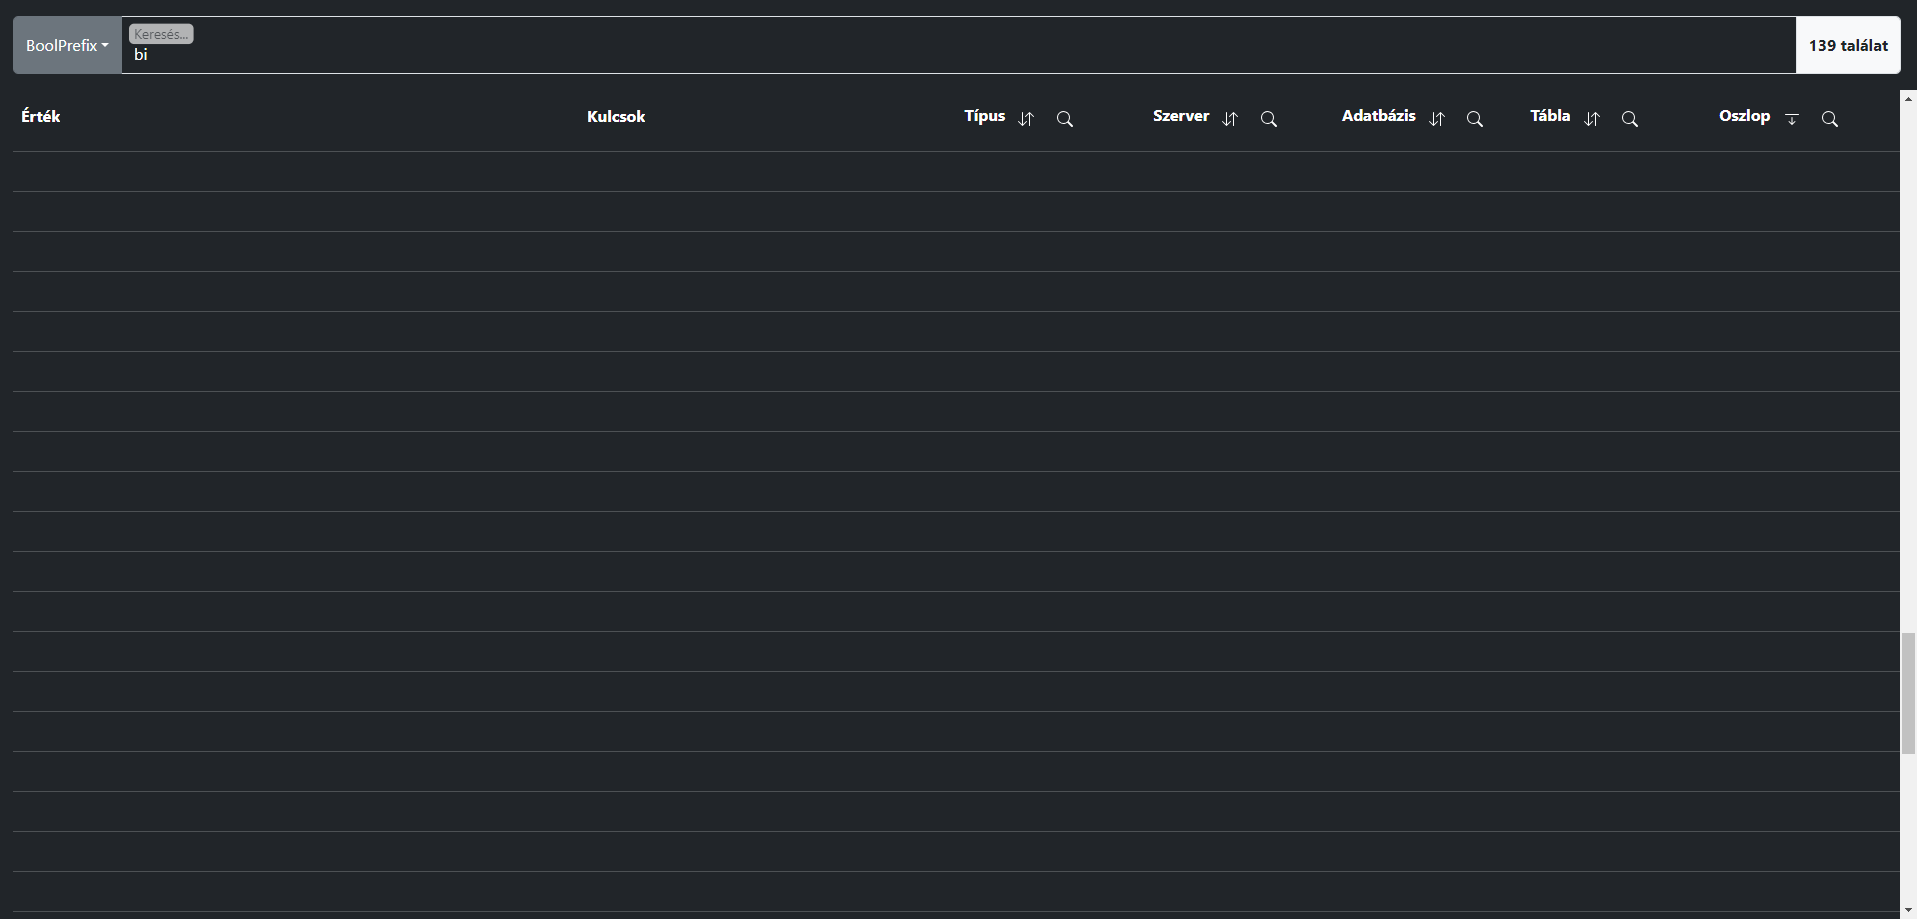 BoolPrefix
Keresés...
bi
139 találat
Érték Kulcsok Típus Szerver Adatbázis Tábla Oszlop